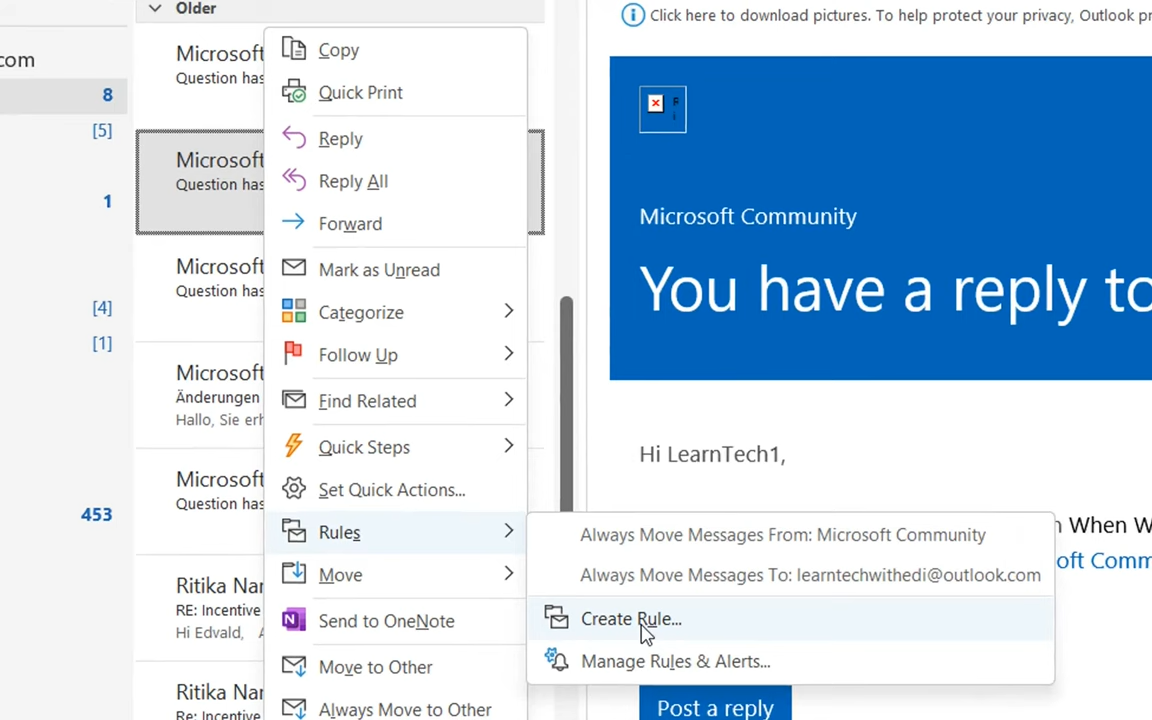 Older
com
8
[5]
1
[4]
[1]
453
Microsoft
Question has
Microsoft
Question has
Microsoft
Question has
Microsoft
Änderungen
Hallo, Sie erh
Microsoft
Question has
Ritika Nar
RE: Incentive
Hi Edvald,
Ritika Nar
Re: Incentive
Copy
Quick Print
Reply
Reply All
Forward
Mark as Unread
Categorize
Follow Up
Find Related
Quick Steps
Set Quick Actions...
Rules
Move
Send to OneNote
Move to Other
Always Move to Other
Always Move Messages From: Microsoft Community
Always Move Messages To: learntechwithedi@outlook.com
Create Rule...
Manage Rules & Alerts...
Click here to download pictures. To help protect your privacy, Outlook pr
Microsoft Community
You have a reply to
Hi LearnTech1,
When W
oft Comm
Post a reply